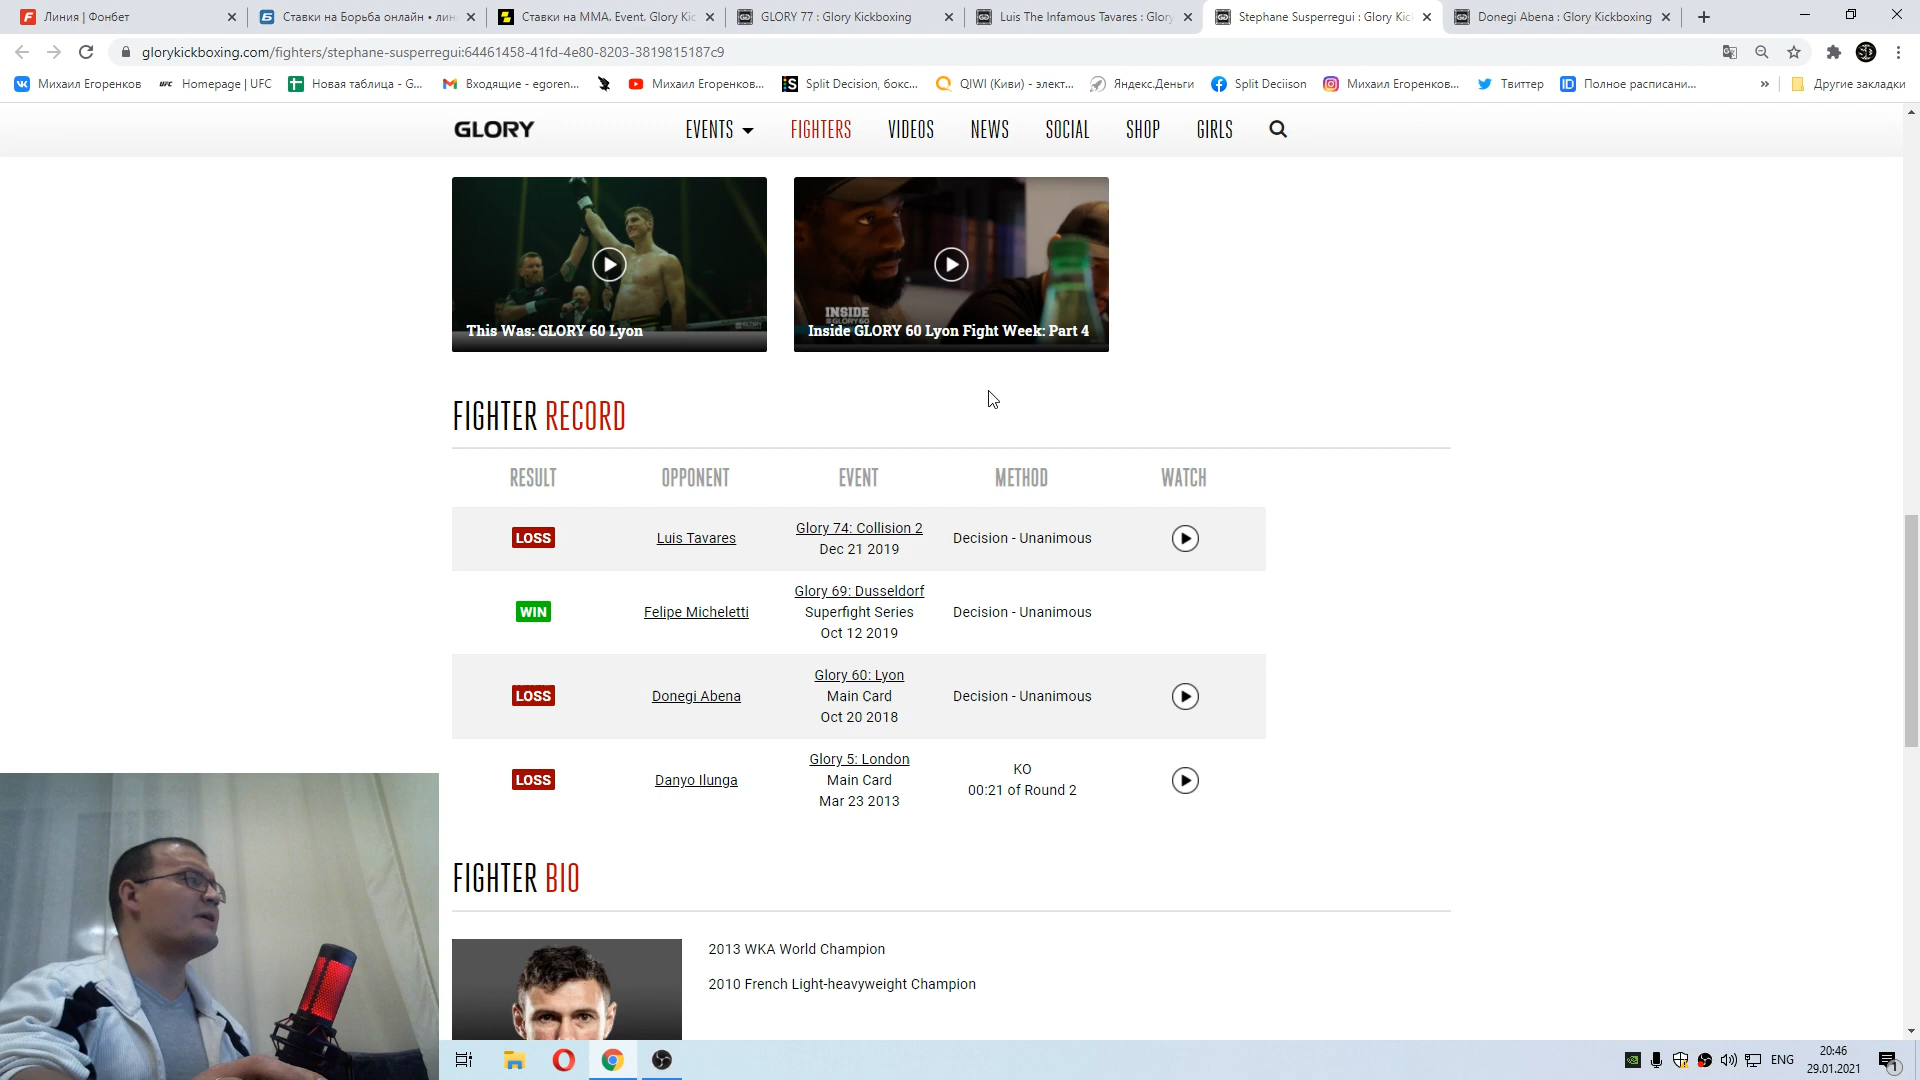 Линия | Фонбет
Ставки на Борьба онлайн • лин
Ставки на ММА. Event. Glory Kic
GLORY 77 : Glory Kickboxing
Luis The Infamous Tavares : Glory
Stephane Susperregui : Glory Kic
Donegi Abena : Glory Kickboxing
glorykickboxing.com/fighters/stephane-susperregui:64461458-41fd-4e80-8203-3819815187c9
Михаил Егоренков
Homepage | UFC
Новая таблица - G...
Входящие - egoren...
Михаил Егоренков...
Split Decision, бокс...
QIWI (Киви) - элект...
Яндекс.Деньги
Split Deciison
Михаил Егоренков...
Твиттер
Полное расписани...
»
Другие закладки
GLORY
EVENTS
FIGHTERS
VIDEOS
NEWS
SOCIAL
SHOP
GIRLS
This Was: GLORY 60 Lyon
INSIDE
Inside GLORY 60 Lyon Fight Week: Part 4
FIGHTER RECORD
RESULT OPPONENT EVENT METHOD WATCH
LOSS Luis Tavares Glory 74: Collision 2 Decision - Unanimous
Dec 21 2019
WIN Felipe Micheletti Glory 69: Dusseldorf Decision - Unanimous
Superfight Series
Oct 12 2019
LOSS Donegi Abena Glory 60: Lyon Decision - Unanimous
Main Card
Oct 20 2018
LOSS Danyo Ilunga Glory 5: London KO
Main Card 00:21 of Round 2
Mar 23 2013
FIGHTER BIO
2013 WKA World Champion
2010 French Light-heavyweight Champion
ENG
20:46
29.01.2021
1